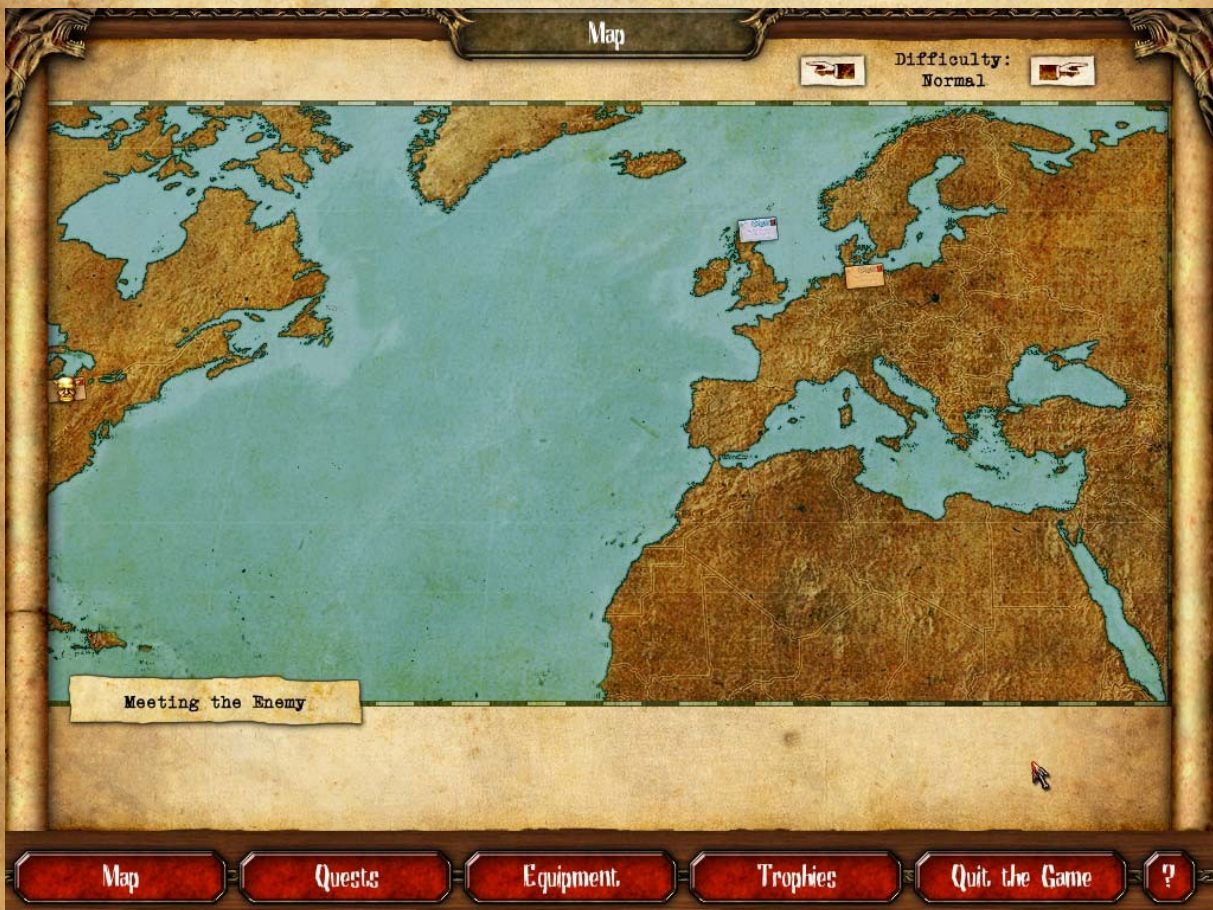 Map
Difficulty:
Normal
Meeting the Enemy
Map
Quests
Equipment
Trophies
Quit the Game
?